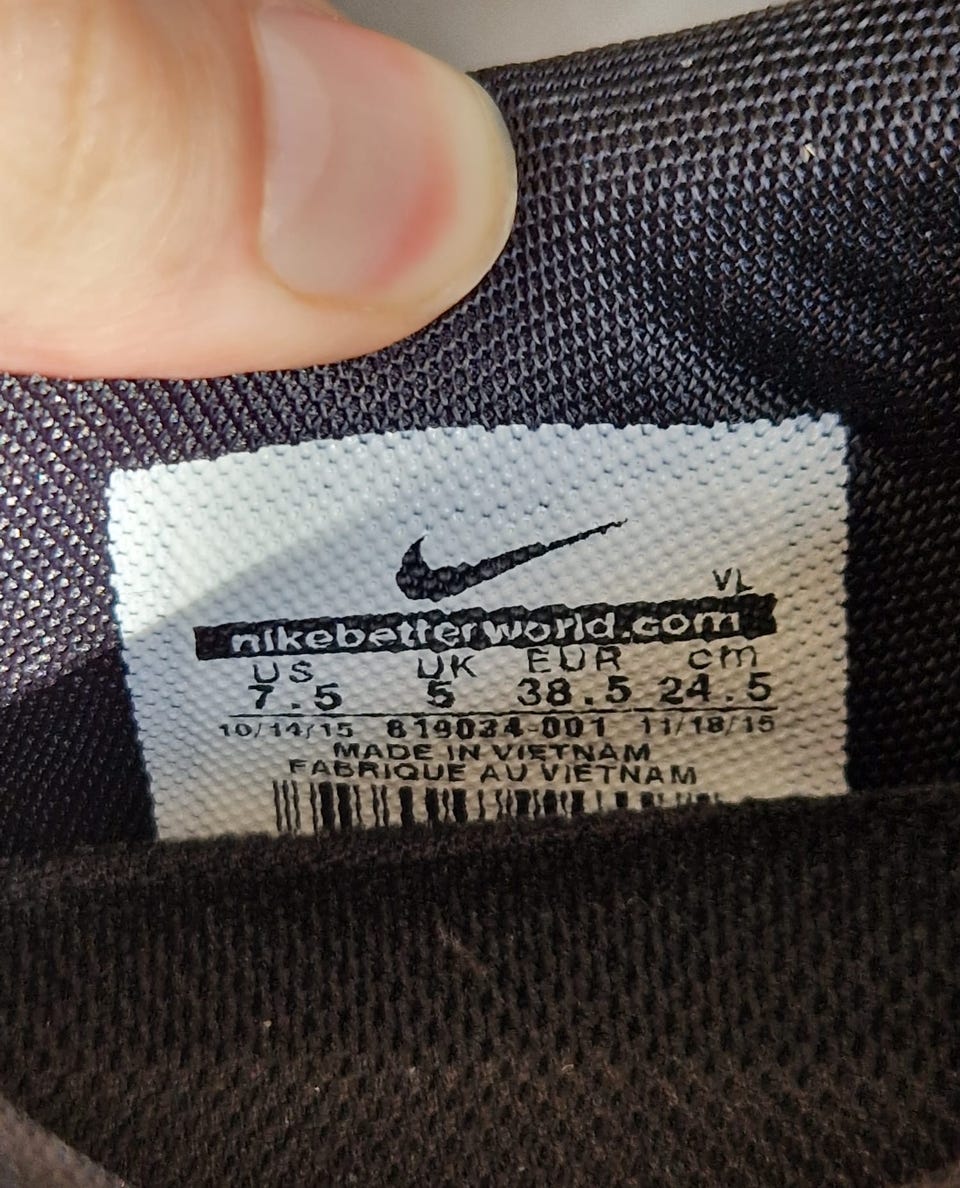 VL
nikebetterworld.com
US UK EUR cm
7.5 5 38.5 24.5
10/14/15 819034-001 11/18/15
MADE IN VIETNAM
FABRIQUE AU VIETNAM